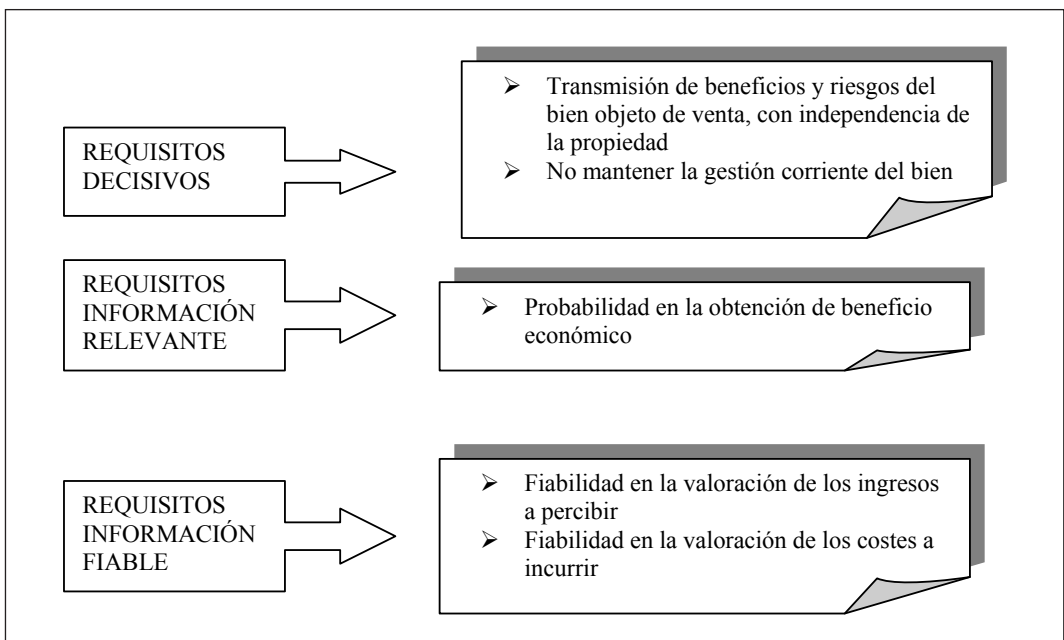 REQUISITOS
DECISIVOS
➢ Transmisión de beneficios y riesgos del
bien objeto de venta, con independencia de
la propiedad
➢ No mantener la gestión corriente del bien
REQUISITOS
INFORMACIÓN
RELEVANTE
➢ Probabilidad en la obtención de beneficio
económico
REQUISITOS
INFORMACIÓN
FIABLE
➢ Fiabilidad en la valoración de los ingresos
a percibir
➢ Fiabilidad en la valoración de los costes a
incurrir